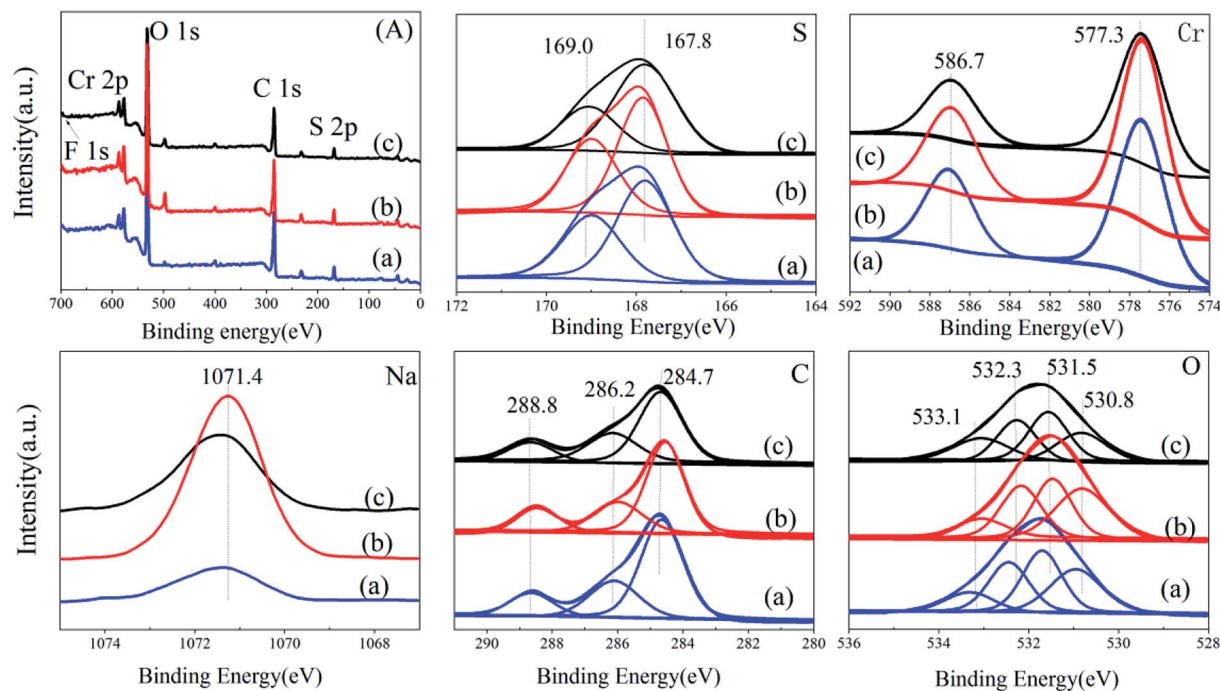 Intensity(a.u.)
(A)
O 1s
Cr 2p
C 1s
S 2p
F 1s
(c)
(b)
(a)
700 600 500 400 300 200 100 0
Binding energy(eV)
S
169.0
167.8
(c)
(b)
(a)
172 170 168 166 164
Binding Energy(eV)
Cr
586.7
577.3
(c)
(b)
(a)
592 590 588 586 584 582 580 578 576 574
Binding Energy(eV)
Intensity(a.u.)
Na
1071.4
(c)
(b)
(a)
1074 1072 1070 1068
Binding Energy(eV)
C
288.8
286.2
284.7
(c)
(b)
(a)
290 288 286 284 282 280
Binding Energy(eV)
O
532.3
531.5
533.1
530.8
(c)
(b)
(a)
536 534 532 530 528
Binding Energy(eV)